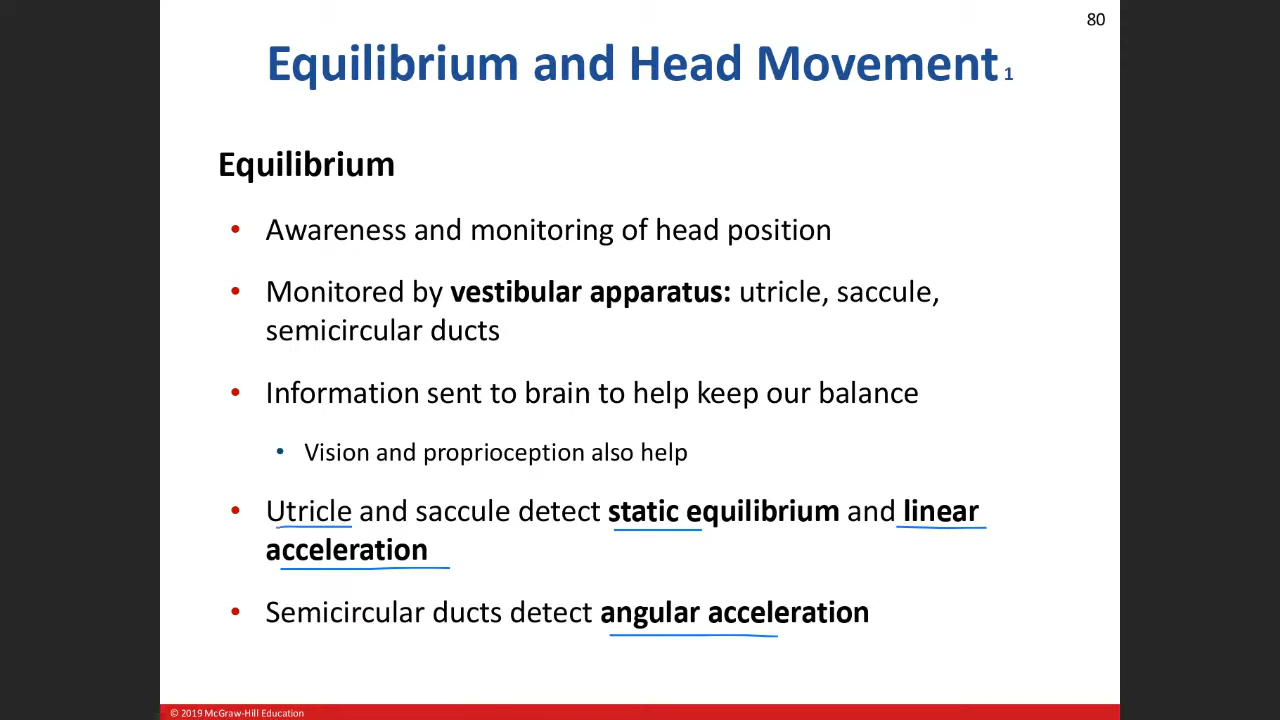 80
Equilibrium and Head Movement 1
Equilibrium
• Awareness and monitoring of head position
• Monitored by vestibular apparatus: utricle, saccule,
semicircular ducts
• Information sent to brain to help keep our balance
• Vision and proprioception also help
• Utricle and saccule detect static equilibrium and linear
acceleration
• Semicircular ducts detect angular acceleration
© 2019 McGraw-Hill Education